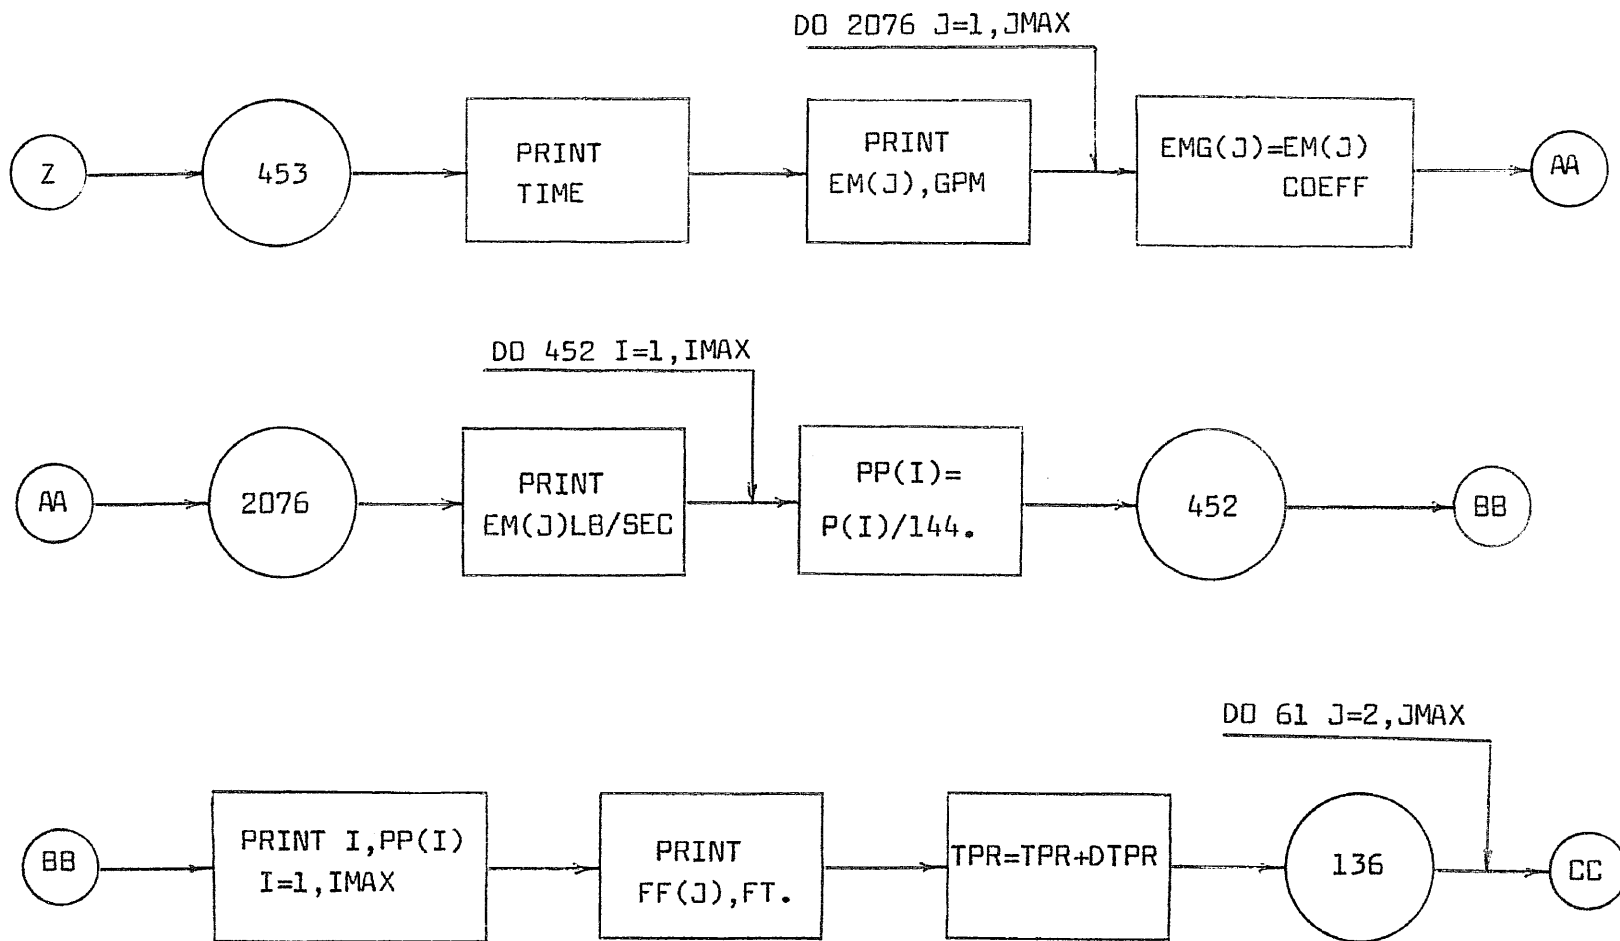 DO 2076 J=1,JMAX
Z
453
PRINT
TIME
PRINT
EM(J),GPM
EMG(J)=EM(J)
COEFF
AA
DO 452 I=1,IMAX
AA
2076
PRINT
EM(J)LB/SEC
PP(I)=
P(I)/144.
452
BB
DO 61 J=2,JMAX
BB
PRINT I,PP(I)
I=1,IMAX
PRINT
FF(J),FT.
TPR=TPR+DTPR
136
CC